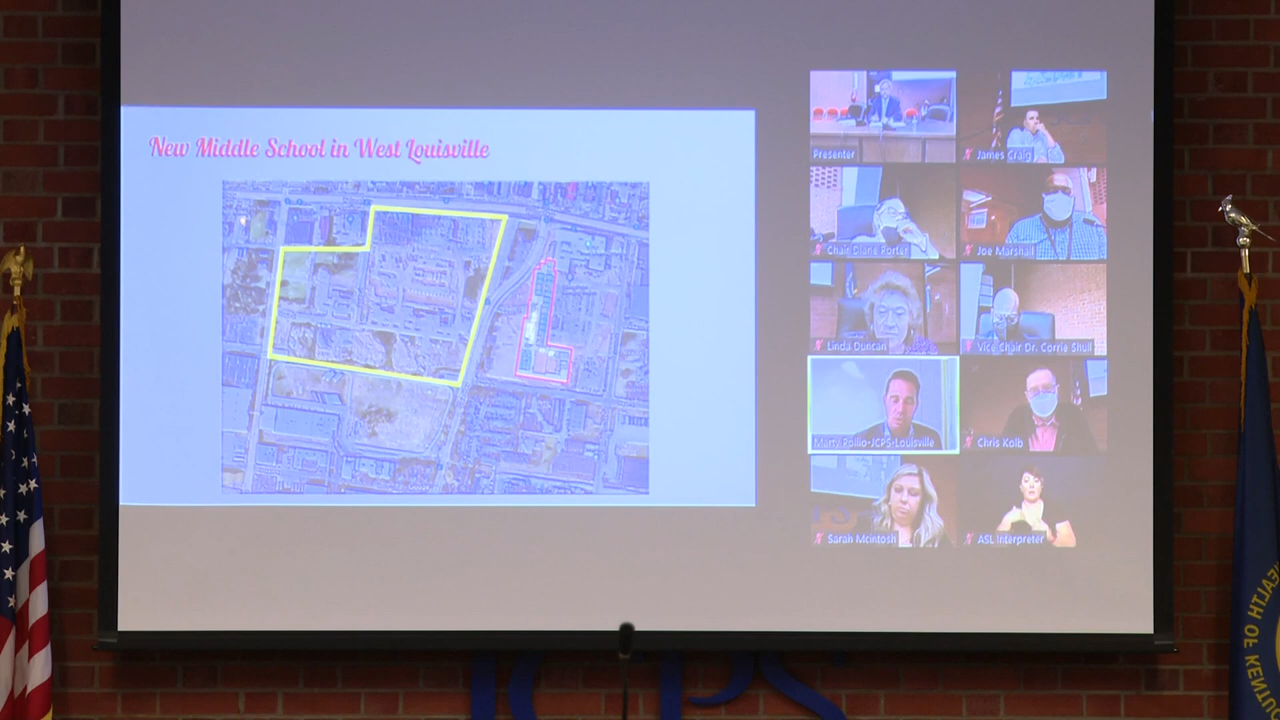 New Middle School in West Louisville
Presenter
James Craig
Chair Diane Porter
Joe Marshall
Linda Duncan
Vice Chair Dr. Corrie Shull
Marty Pollio-JCPS-Louisville
Chris Kolb
Sarah McIntosh
ASL Interpreter
JCPS